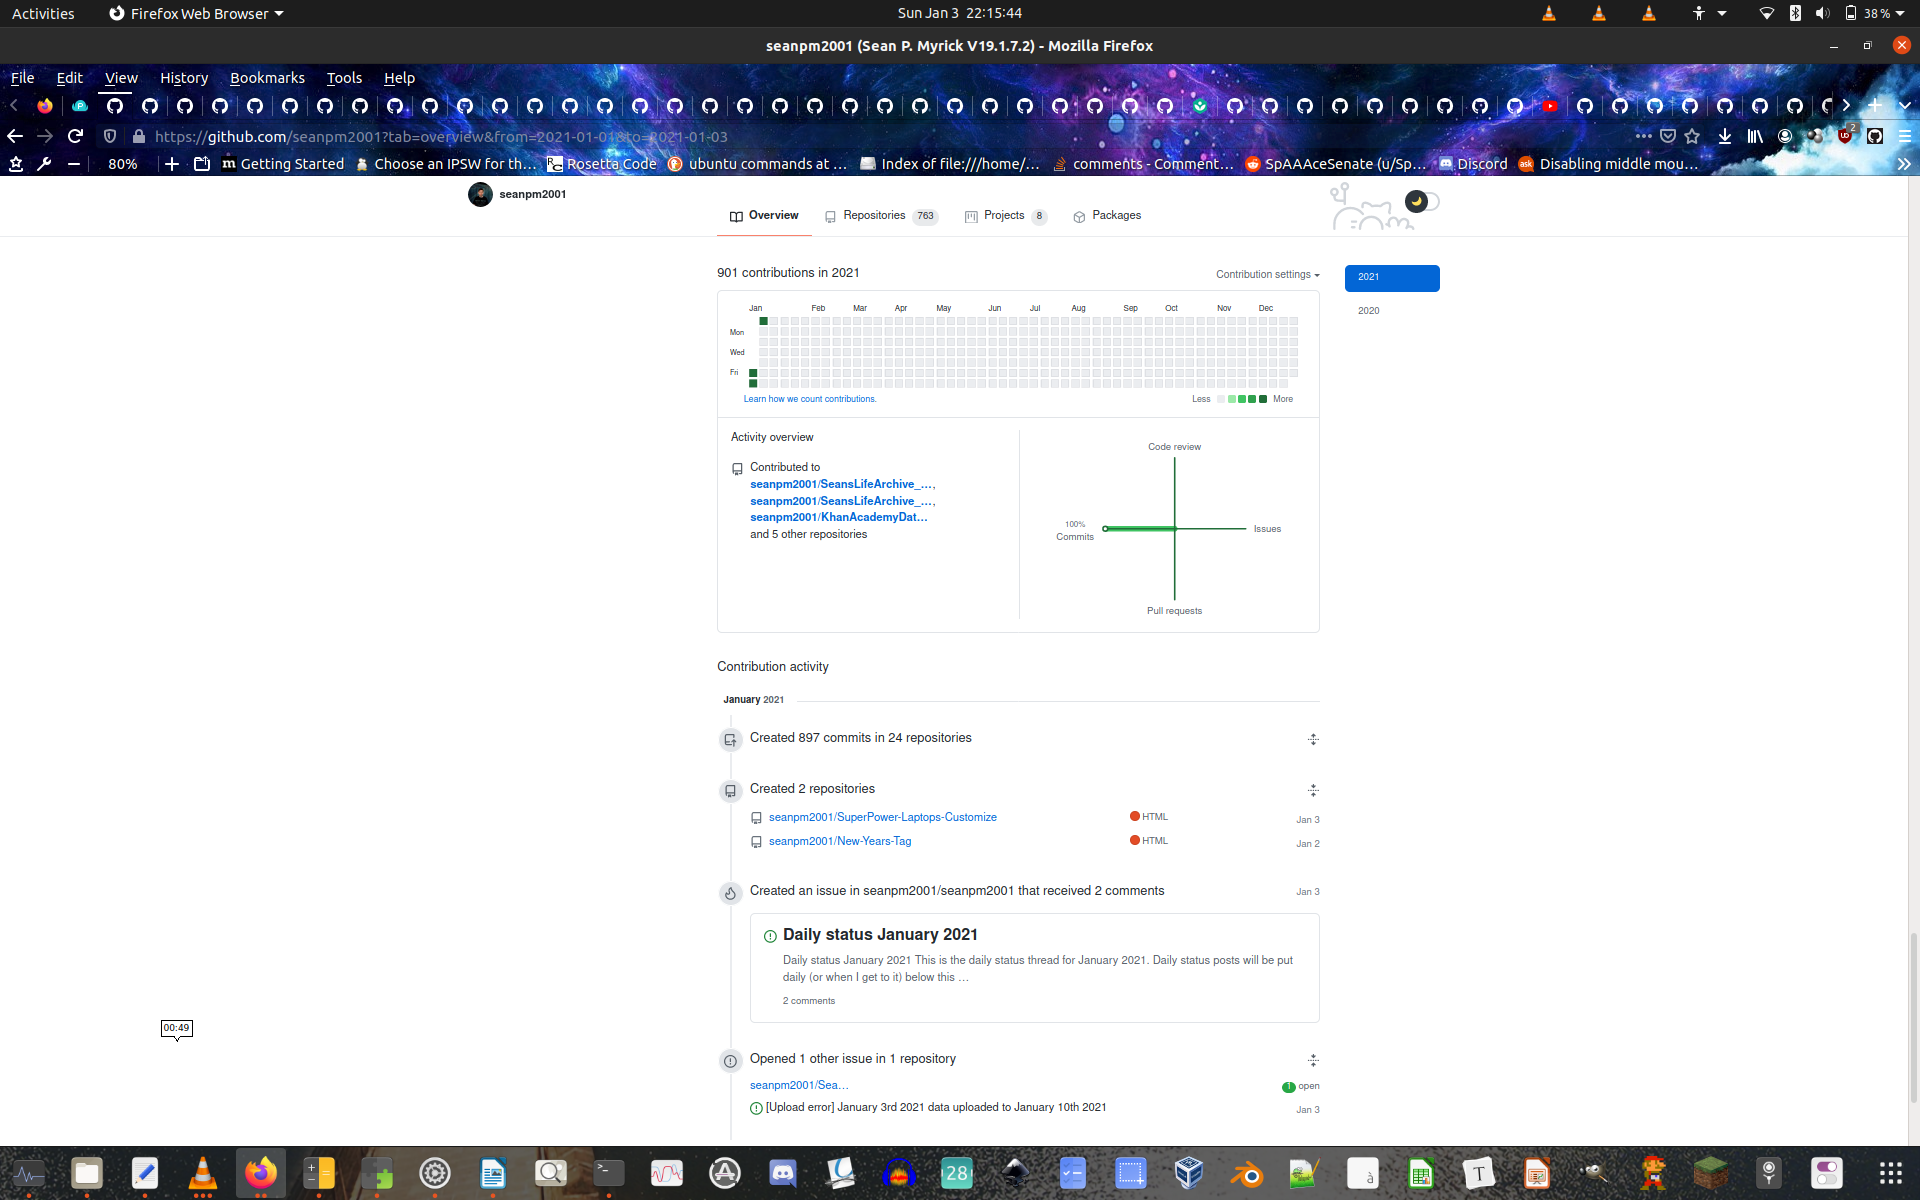 Activities
Firefox Web Browser
Sun Jan 3 22:15:44
38 %
seanpm2001 (Sean P. Myrick V19.1.7.2) - Mozilla Firefox
File Edit View History Bookmarks Tools Help
https://github.com/seanpm2001?tab=overview&from=2021-01-01&to=2021-01-03
2
80%
Getting Started
Choose an IPSW for th…
Rosetta Code
ubuntu commands at …
Index of file:///home/…
comments - Comment…
SpAAAceSenate (u/Sp…
Discord
Disabling middle mou…
seanpm2001
Overview
Repositories 763
Projects 8
Packages
901 contributions in 2021
Contribution settings
2021
2020
Jan Feb Mar Apr May Jun Jul Aug Sep Oct Nov Dec
Mon
Wed
Fri
Learn how we count contributions.
Less More
Activity overview
Contributed to
seanpm2001/SeansLifeArchive_…,
seanpm2001/SeansLifeArchive_…,
seanpm2001/KhanAcademyDat…
and 5 other repositories
Code review
100%
Commits
Issues
Pull requests
Contribution activity
January 2021
Created 897 commits in 24 repositories
Created 2 repositories
seanpm2001/SuperPower-Laptops-Customize HTML Jan 3
seanpm2001/New-Years-Tag HTML Jan 2
Created an issue in seanpm2001/seanpm2001 that received 2 comments Jan 3
Daily status January 2021
Daily status January 2021 This is the daily status thread for January 2021. Daily status posts will be put
daily (or when I get to it) below this …
2 comments
00:49
Opened 1 other issue in 1 repository
seanpm2001/Sea… 1 open
[Upload error] January 3rd 2021 data uploaded to January 10th 2021 Jan 3
28